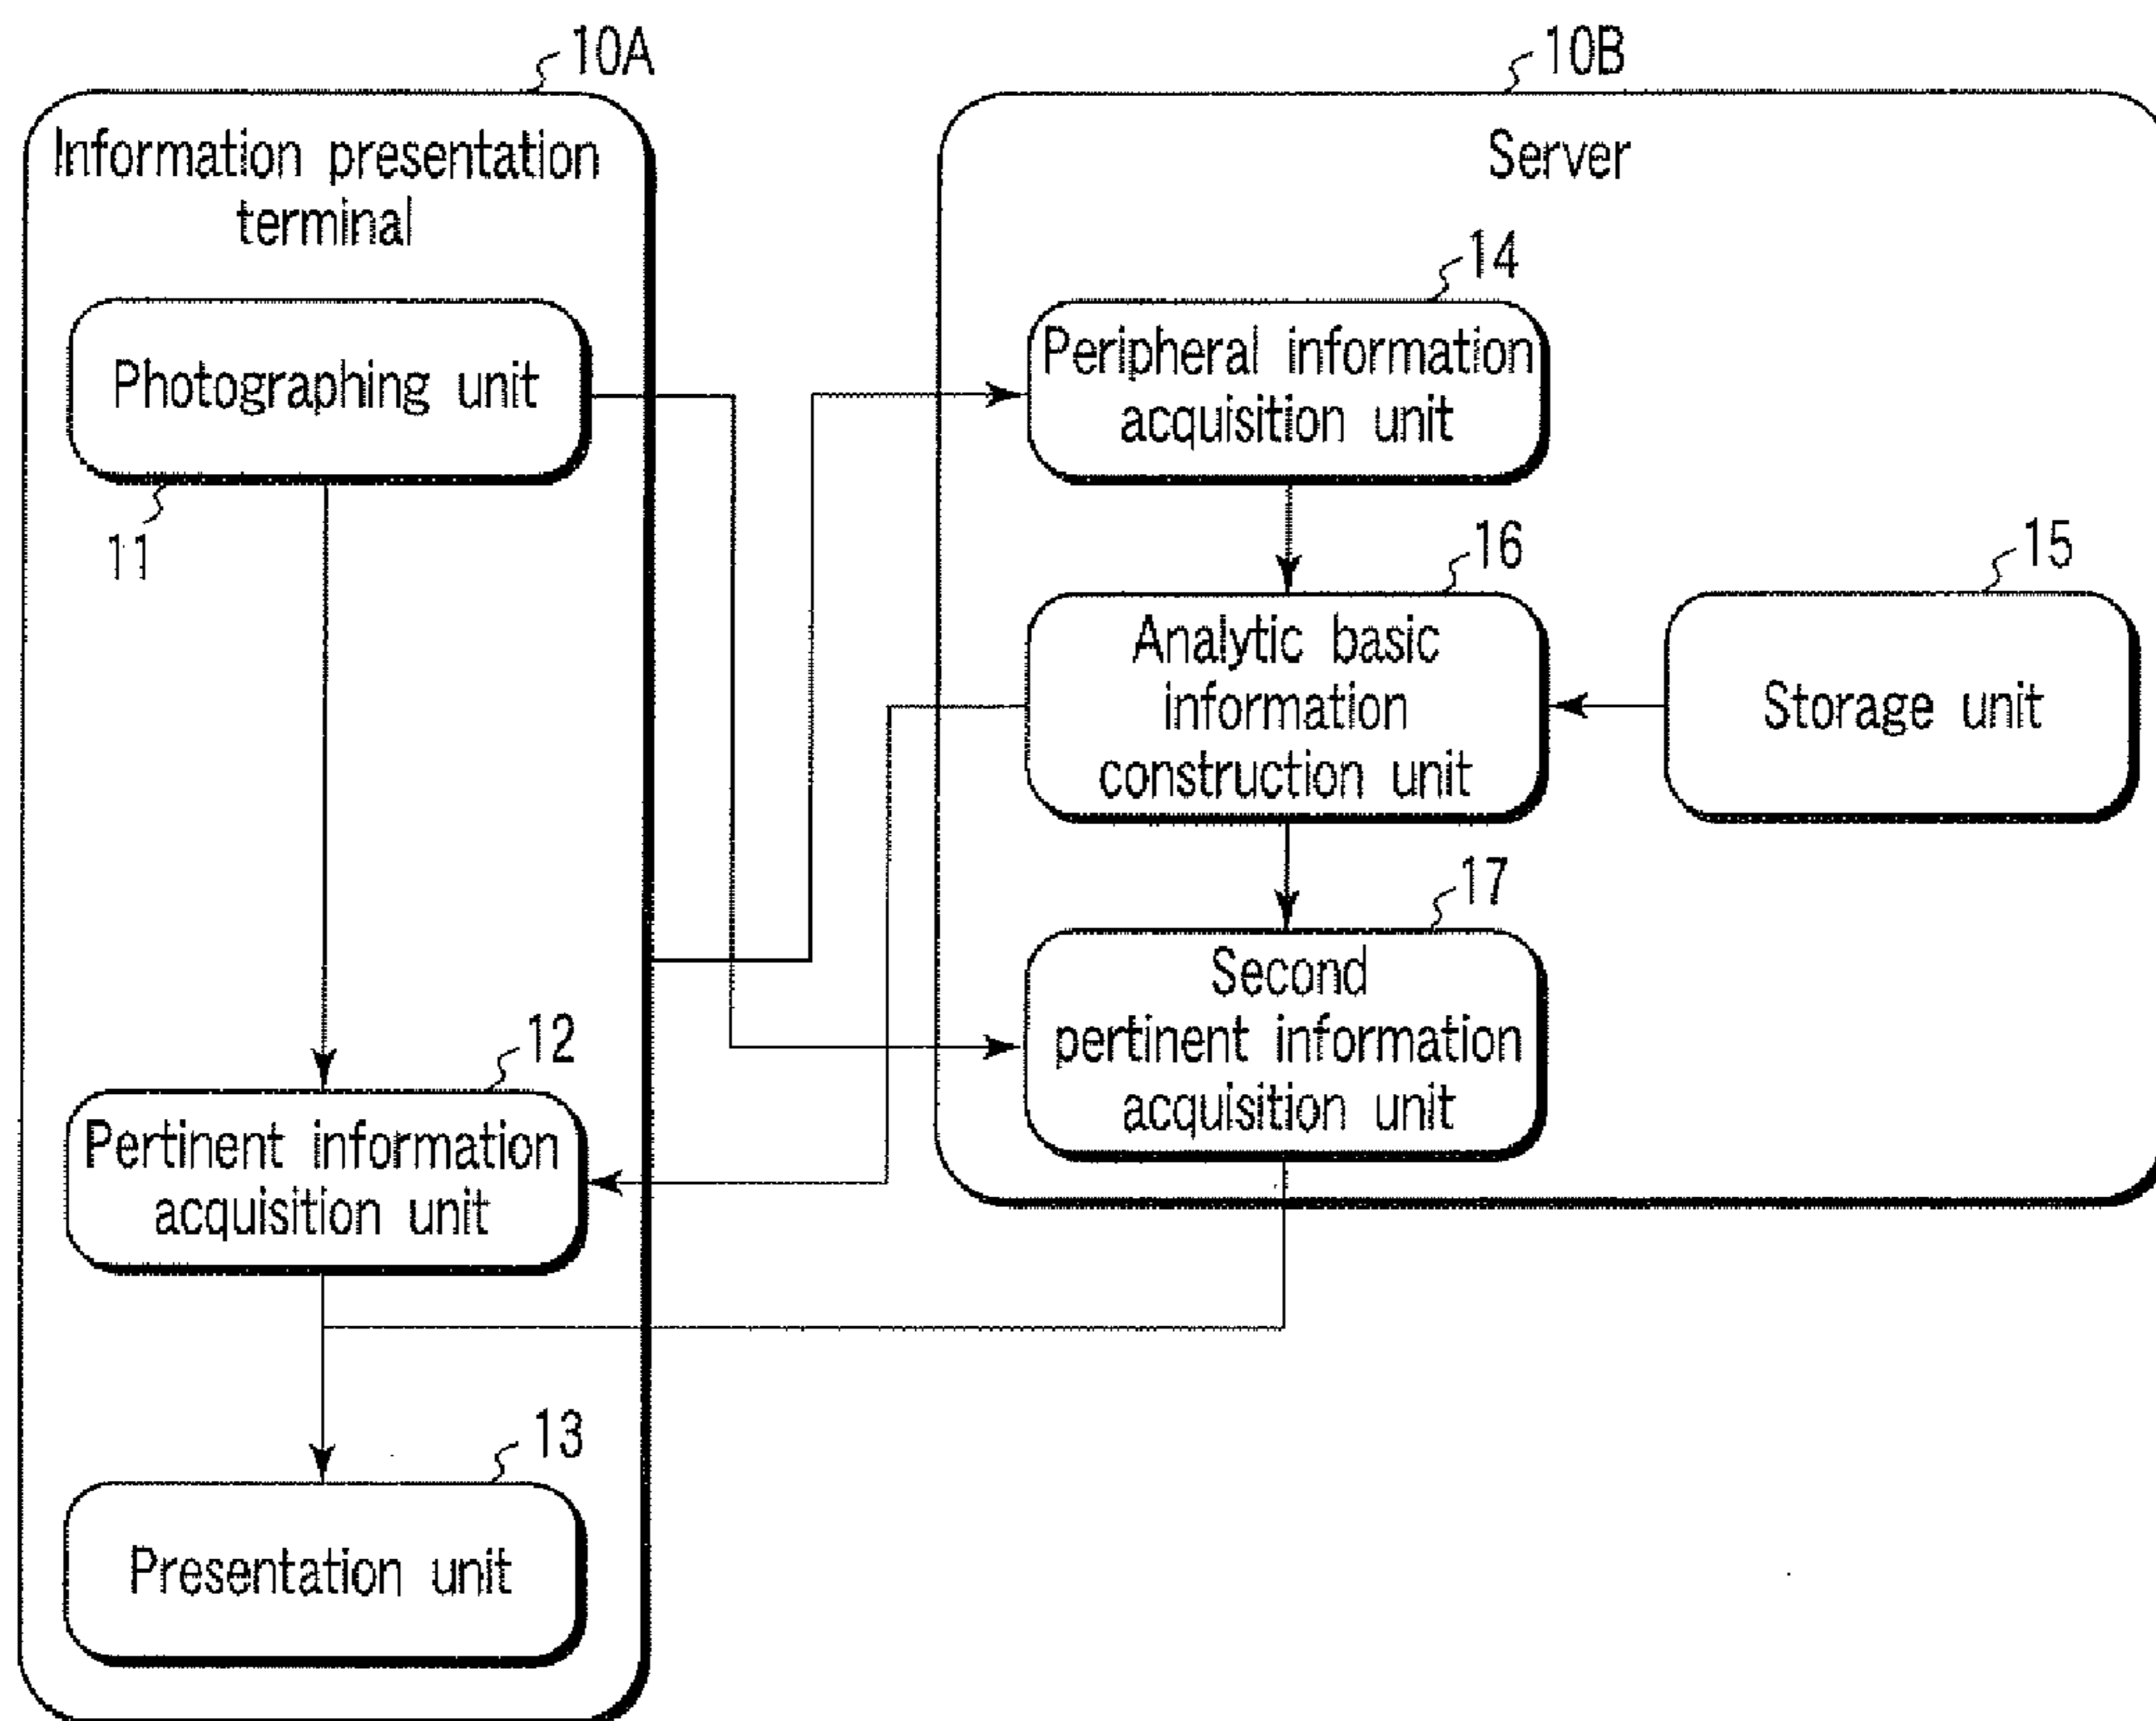 10A
Information presentation
terminal
Photographing unit
11
12
Pertinent information
acquisition unit
13
Presentation unit
10B
Server
14
Peripheral information
acquisition unit
16
Analytic basic
information
construction unit
15
Storage unit
17
Second
pertinent information
acquisition unit